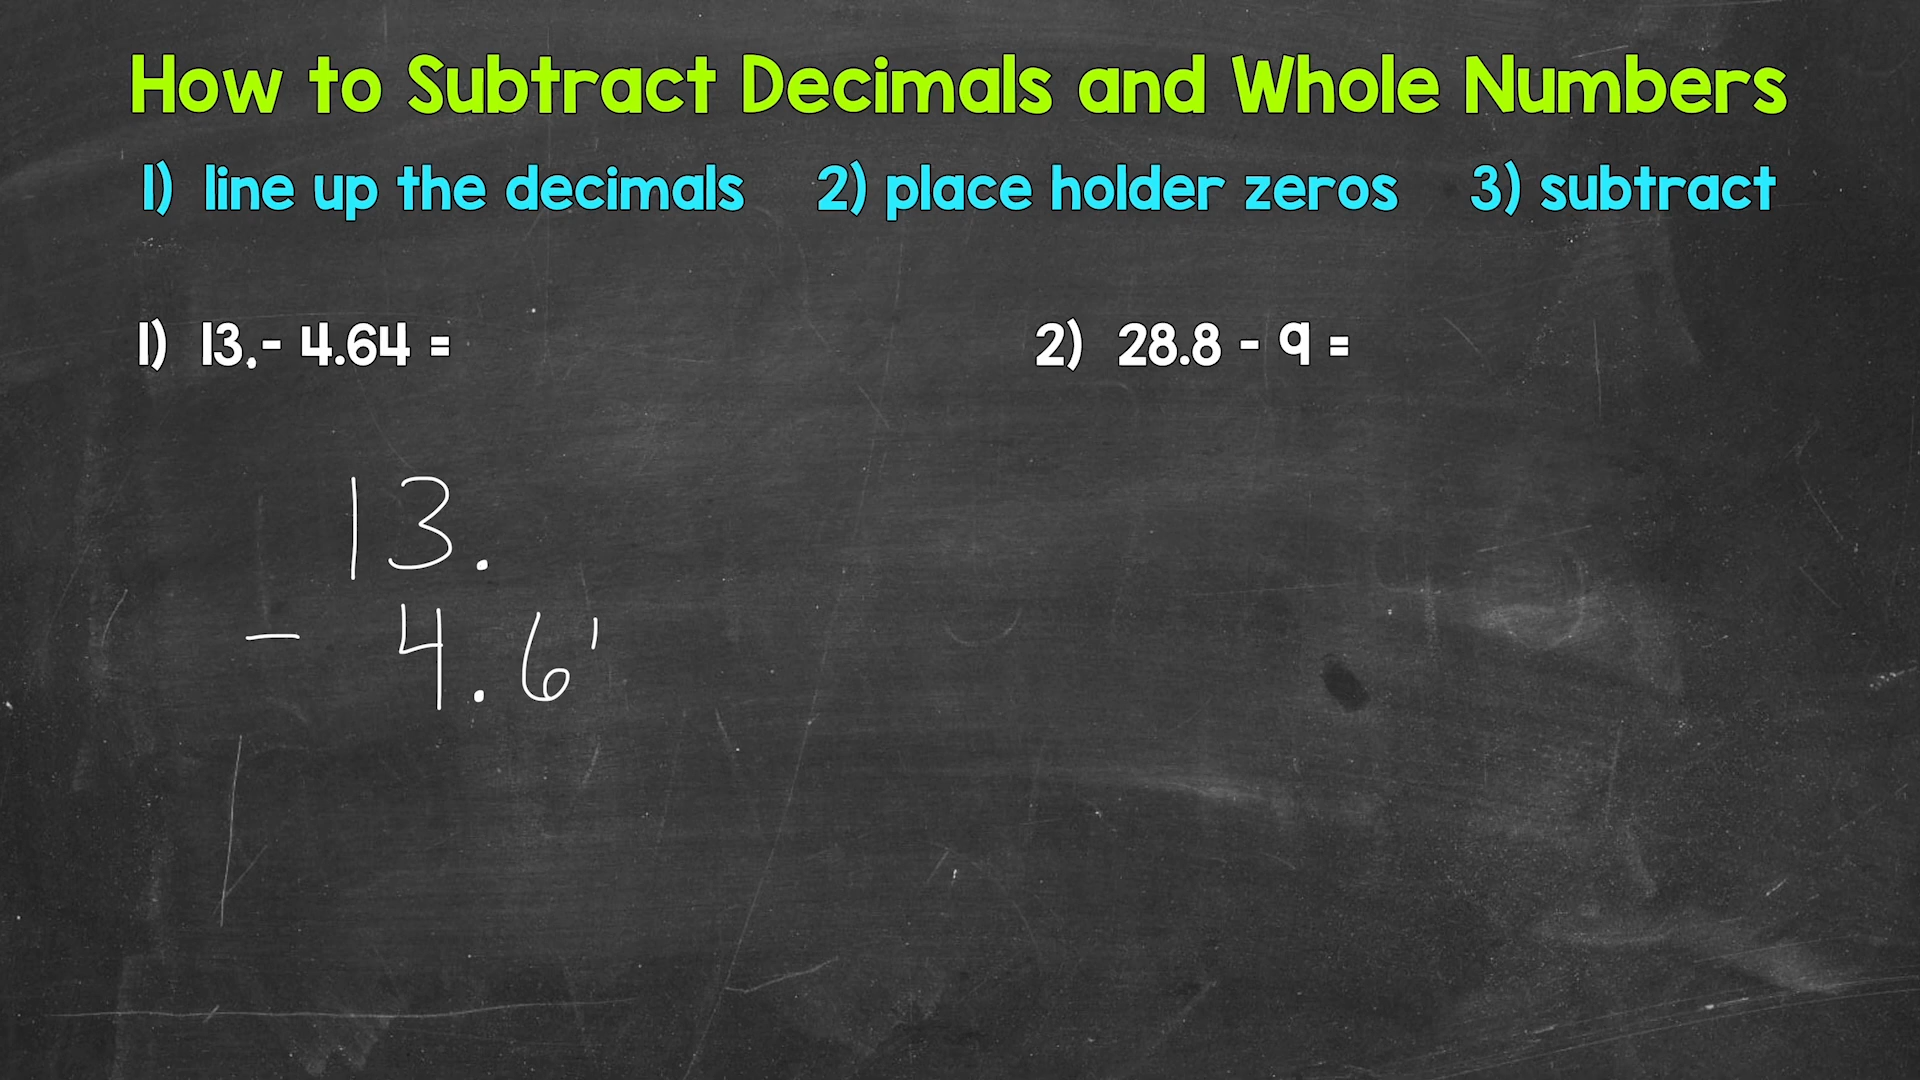 How to Subtract Decimals and Whole Numbers
1) line up the decimals 2) place holder zeros 3) subtract
1) 13.- 4.64 =
2) 28.8 - 9 =
13.
- 4.6